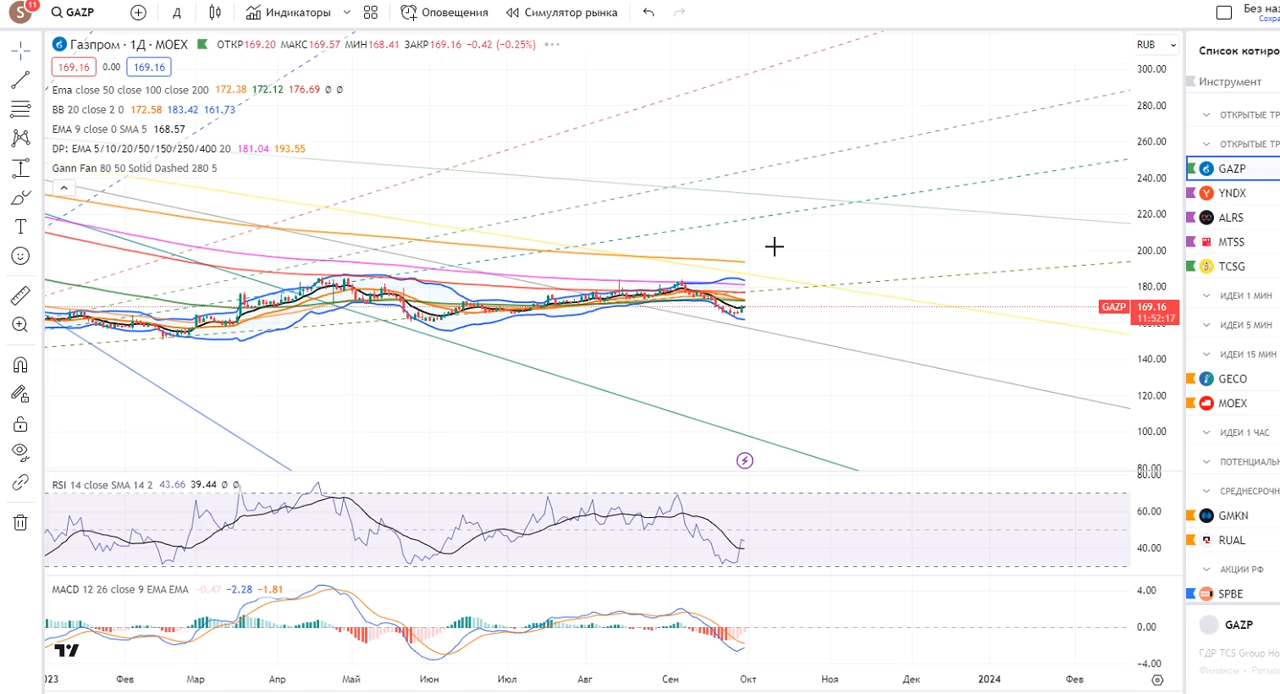 S 11 GAZP Д Индикаторы Оповещения Симулятор рынка Без наз
Сохра
Газпром · 1Д · MOEX ОТКР169.20 МАКС169.57 МИН168.41 ЗАКР169.16 −0.42 (−0.25%)
169.16 0.00 169.16
Ema close 50 close 100 close 200 172.38 172.12 176.69 Ø Ø
BB 20 close 2 0 172.58 183.42 161.73
EMA 9 close 0 SMA 5 168.57
DP: EMA 5/10/20/50/150/250/400 20 181.04 193.55
Gann Fan 80 50 Solid Dashed 280 5
RUB
300.00
280.00
260.00
240.00
220.00
200.00
180.00
GAZP 169.16
11:52:17
160.00
140.00
120.00
100.00
80.00
RSI 14 close SMA 14 2 43.66 39.44 Ø Ø
80.00
60.00
40.00
MACD 12 26 close 9 EMA EMA −0.47 −2.28 −1.81
4.00
0.00
−4.00
2023 Фев Мар Апр Май Июн Июл Авг Сен Окт Ноя Дек 2024 Фев
Список котиро
Инструмент
ОТКРЫТЫЕ ТР
ОТКРЫТЫЕ ТР
GAZP
YNDX
ALRS
MTSS
TCSG
ИДЕИ 1 МИН
ИДЕИ 5 МИН
ИДЕИ 15 МИН
GECO
MOEX
ИДЕИ 1 ЧАС
ПОТЕНЦИАЛЬН
СРЕДНЕСРОЧН
GMKN
RUAL
АКЦИИ РФ
SPBE
GAZP
ГДР TCS Group Ho
Финансы • Регио